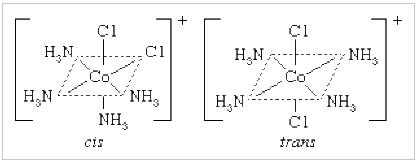 Cl
+
H₃N
Cl
Co
H₃N
NH₃
NH₃
cis
Cl
+
H₃N
NH₃
Co
H₃N
NH₃
Cl
trans